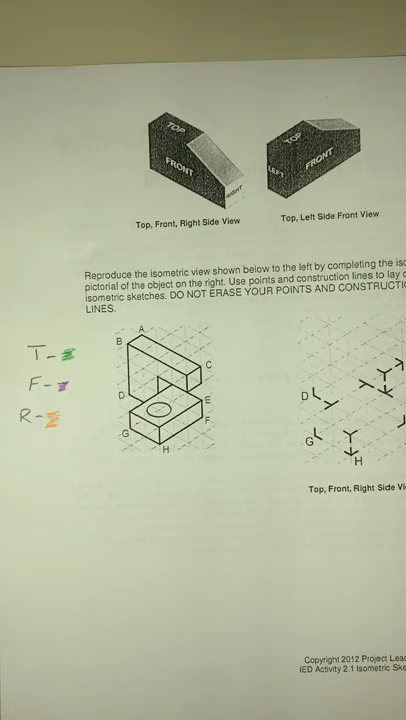 TOP
FRONT
RIGHT
TOP
LEFT
FRONT
Top, Front, Right Side View
Top, Left Side Front View
Reproduce the isometric view shown below to the left by completing the iso
pictorial of the object on the right. Use points and construction lines to lay o
isometric sketches. DO NOT ERASE YOUR POINTS AND CONSTRUCTIO
LINES.
T-
F-
R-
A
B
C
D
E
F
G
H
D
G
H
Top, Front, Right Side Vi
Copyright 2012 Project Lead
IED Activity 2.1 Isometric Ske